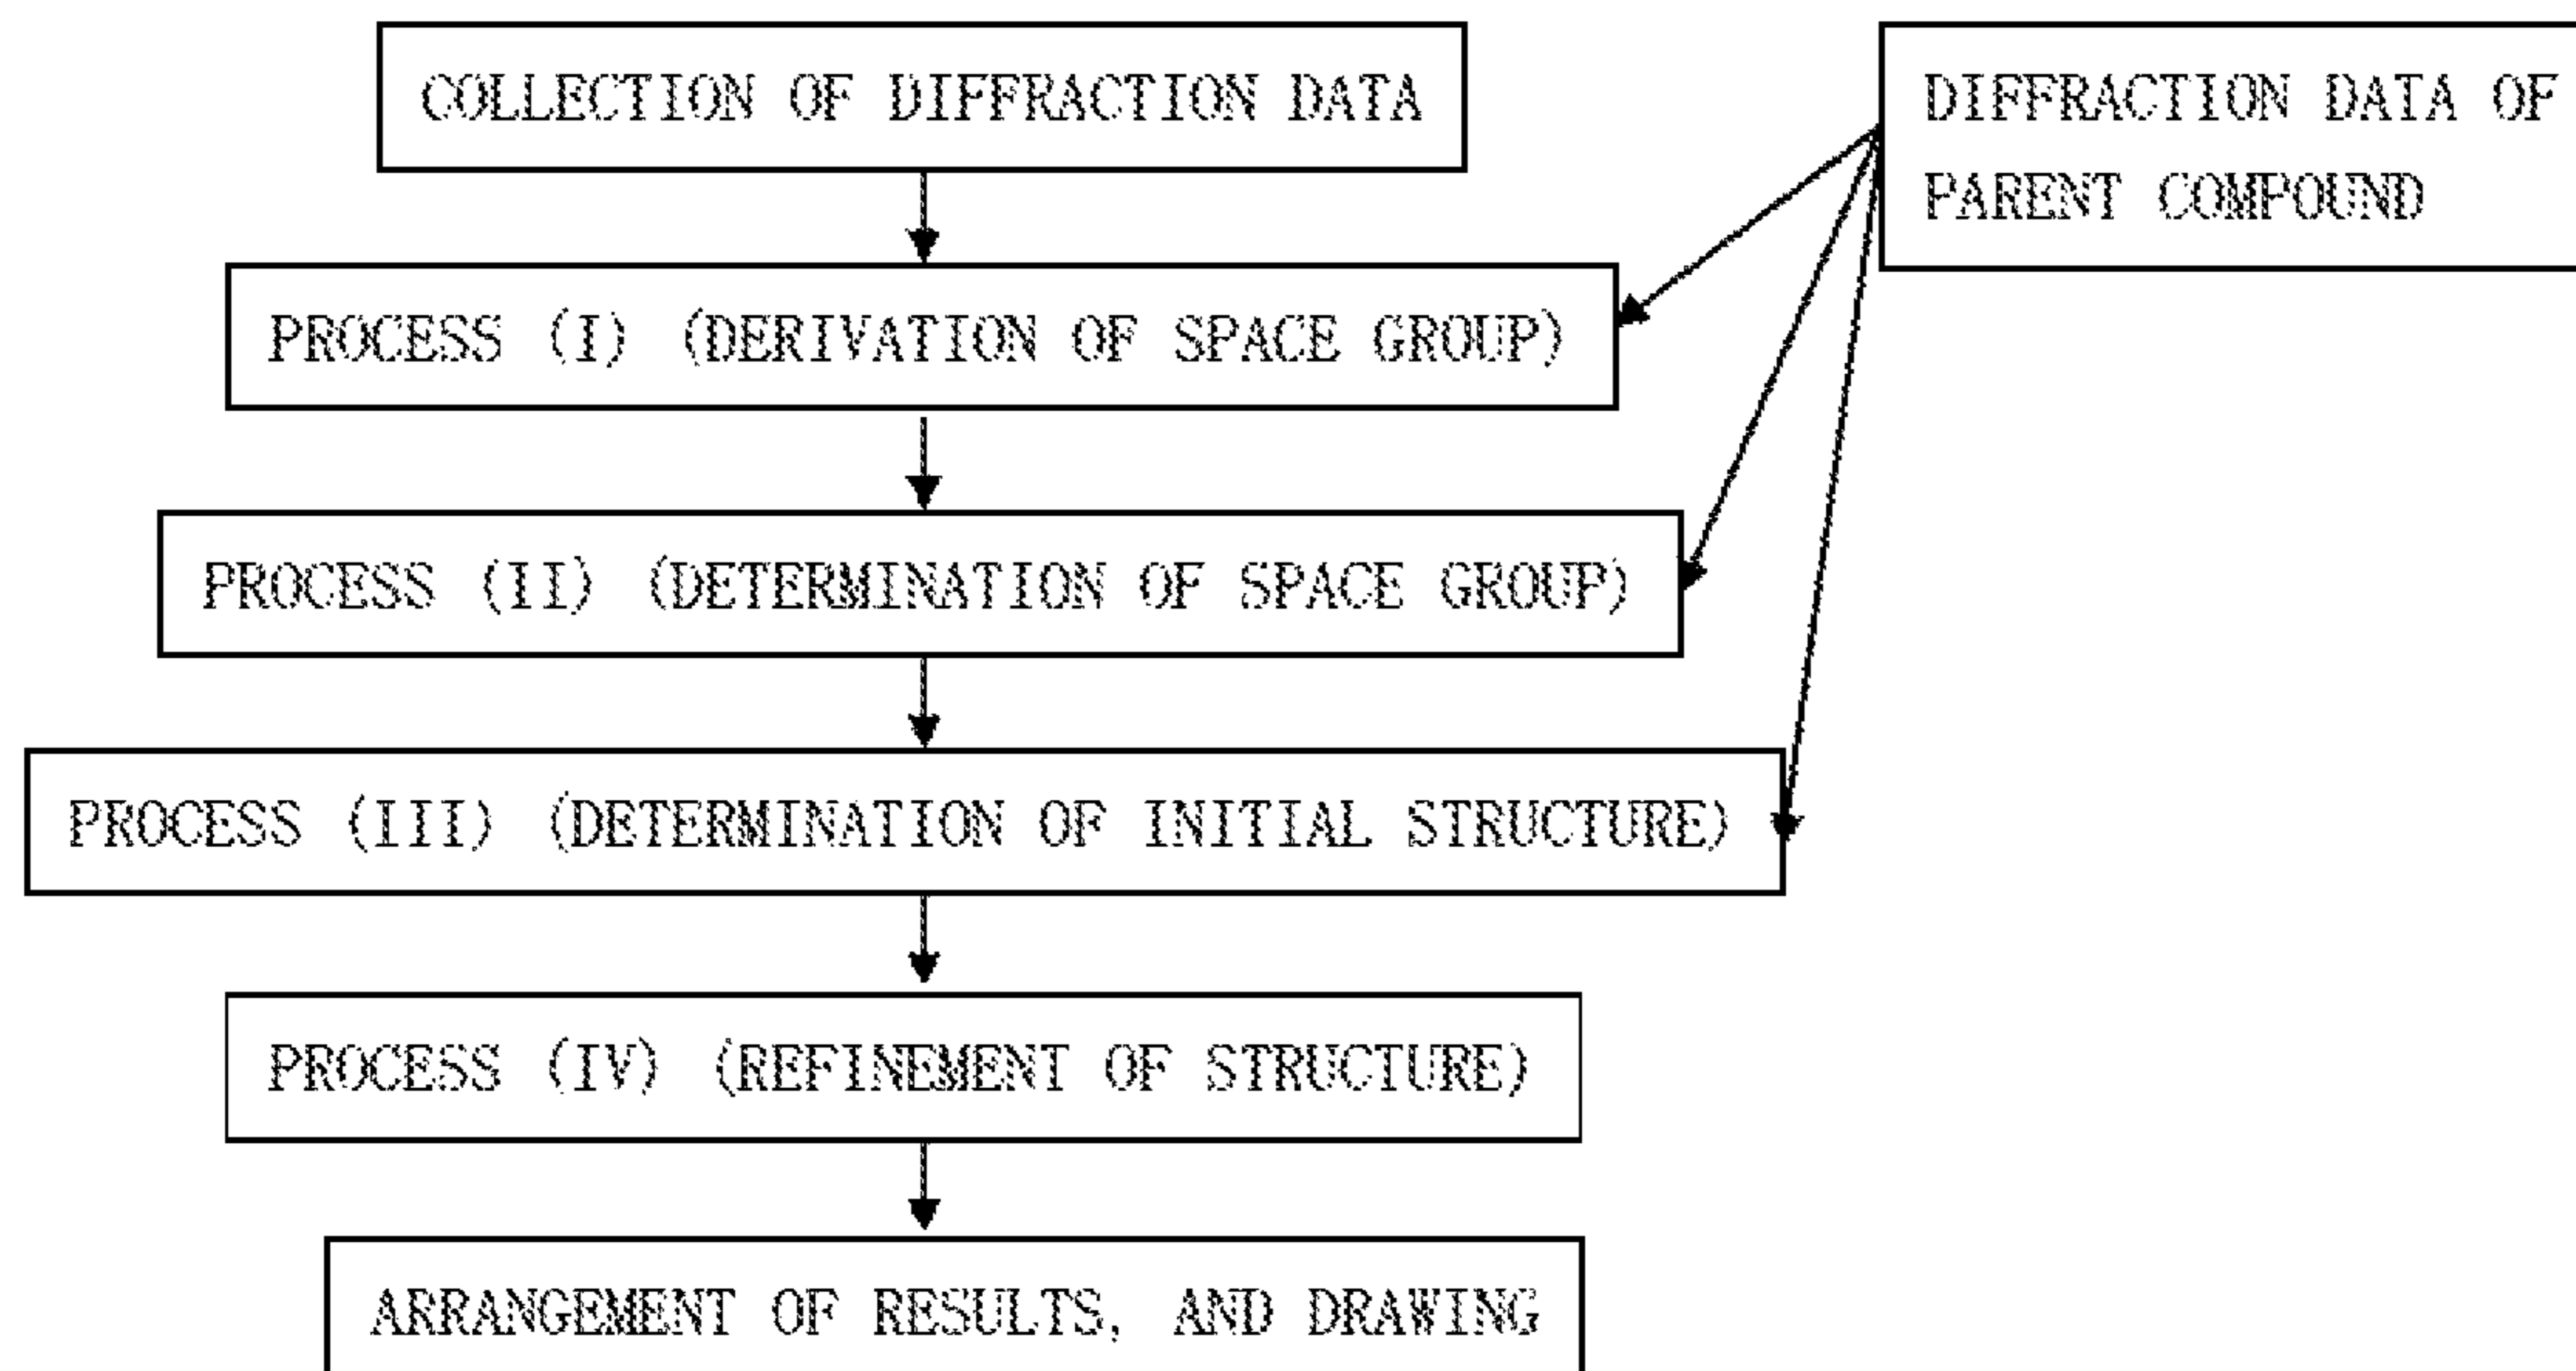 COLLECTION OF DIFFRACTION DATA
DIFFRACTION DATA OF
PARENT COMPOUND
PROCESS (I) (DERIVATION OF SPACE GROUP)
PROCESS (II) (DETERMINATION OF SPACE GROUP)
PROCESS (III) (DETERMINATION OF INITIAL STRUCTURE)
PROCESS (IV) (REFINEMENT OF STRUCTURE)
ARRANGEMENT OF RESULTS, AND DRAWING